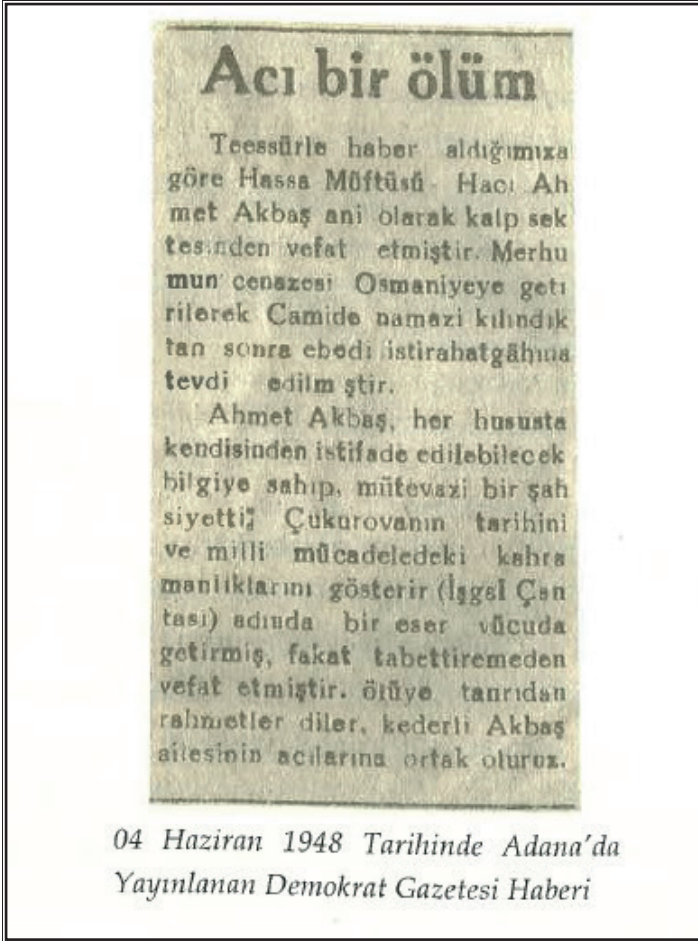 Acı bir ölüm
Teessürle haber aldığımıza
göre Hassa Müftüsü Hacı Ah
met Akbaş ani olarak kalp sek
tesinden vefat etmiştir. Merhu
mun cenazesi Osmaniyeye geti
rilerek Camide namazi kılındık
tan sonra ebedi istirahatgâhına
tevdi edilm ştir.
Ahmet Akbaş, her hususta
kendisinden istifade edilebilecek
bilgiye sahıp, mütevazi bir şah
siyetti; Çukurovanın tarihini
ve milli mücadeledeki kahra
manlıklarını gösterir (İşgal Çan
tası) adında bir eser vücuda
getirmiş, fakat tabettiremeden
vefat etmiştir. ölüye tanrıdan
rahmetler diler, kederli Akbaş
ailesinin acılarına ortak oluruz.
04 Haziran 1948 Tarihinde Adana’da
Yayınlanan Demokrat Gazetesi Haberi